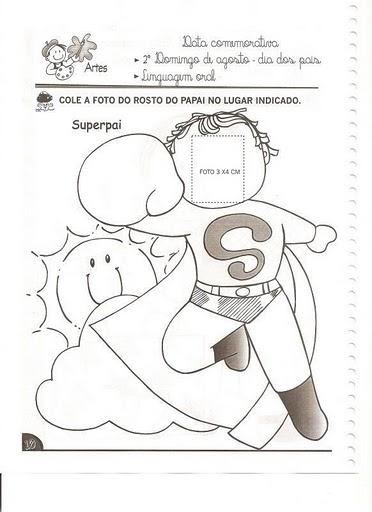 Data comemorativa
Artes
▸ 2º Domingo de agosto - dia dos pais
▸ Linguagem oral
COLE A FOTO DO ROSTO DO PAPAI NO LUGAR INDICADO.
Superpai
FOTO 3 X4 CM
S